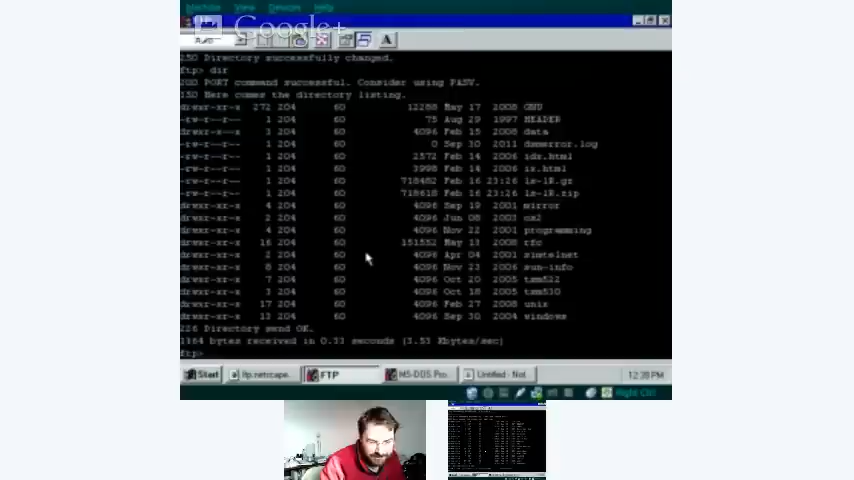 Machine View Devices Help
Google+
Auto
A
250 Directory successfully changed.
ftp> dir
200 PORT command successful. Consider using PASV.
150 Here comes the directory listing.
drwxr-xr-x 272 204 60 12288 May 17 2008 GNU
-rw-r--r-- 1 204 60 75 Aug 29 1997 HEADER
drwxr-x--x 3 204 60 4096 Feb 15 2008 data
-rw-r--r-- 1 204 60 0 Sep 30 2011 dsmerror.log
-rw-r--r-- 1 204 60 2572 Feb 14 2006 idr.html
-rw-r--r-- 1 204 60 3998 Feb 14 2006 ix.html
-rw-r--r-- 1 204 60 718482 Feb 16 23:26 ls-lR.gz
-rw-r--r-- 1 204 60 718618 Feb 16 23:26 ls-lR.zip
drwxr-xr-x 4 204 60 4096 Sep 19 2001 mirror
drwxr-xr-x 2 204 60 4096 Jun 08 2003 os2
drwxr-xr-x 4 204 60 4096 Nov 22 2001 programming
drwxr-xr-x 16 204 60 151552 May 13 2008 rfc
drwxr-xr-x 2 204 60 4096 Apr 04 2001 simtelnet
drwxr-xr-x 8 204 60 4096 Nov 23 2006 sun-info
drwxr-xr-x 7 204 60 4096 Oct 20 2005 tsm522
drwxr-xr-x 3 204 60 4096 Oct 18 2005 tsm530
drwxr-xr-x 17 204 60 4096 Feb 27 2008 unix
drwxr-xr-x 13 204 60 4096 Sep 30 2004 windows
226 Directory send OK.
1164 bytes received in 0.33 seconds (3.53 Kbytes/sec)
ftp>
Start ftp.netscape... FTP MS-DOS Pro... Untitled - Not... 12:38 PM
Right Ctrl